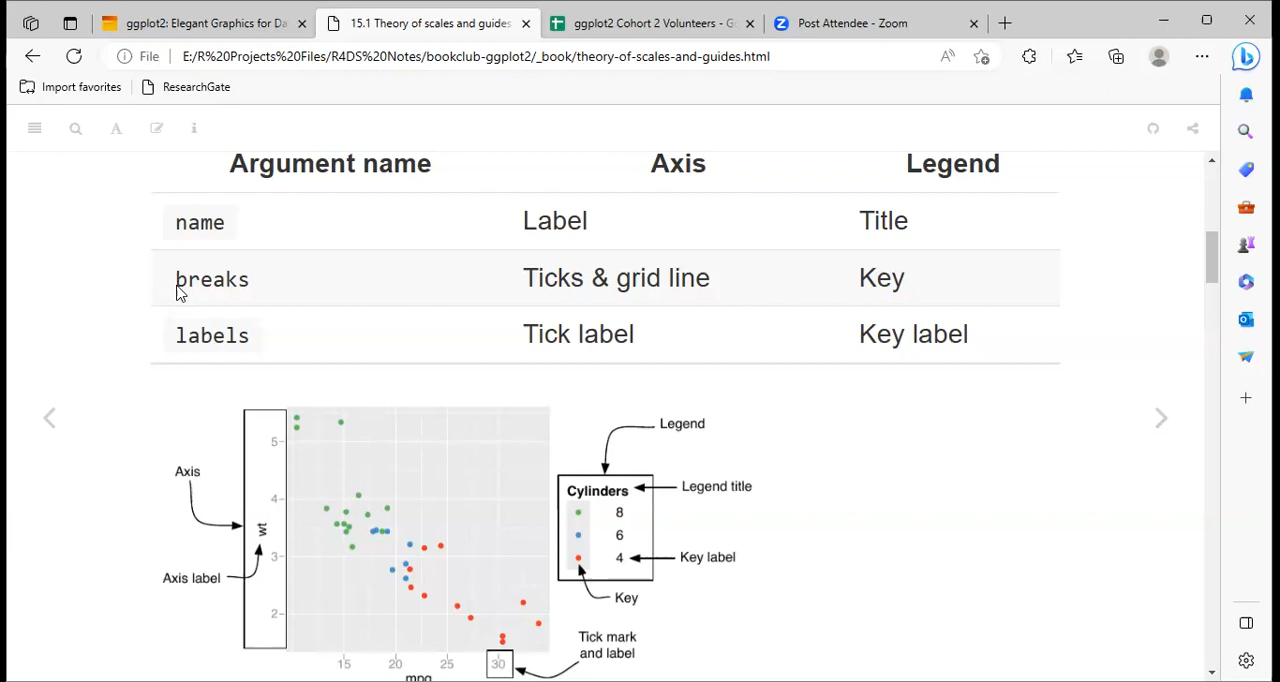 ggplot2: Elegant Graphics for Da
15.1 Theory of scales and guides
ggplot2 Cohort 2 Volunteers - Go
Post Attendee - Zoom
File
E:/R%20Projects%20Files/R4DS%20Notes/bookclub-ggplot2/_book/theory-of-scales-and-guides.html
Import favorites
ResearchGate
Argument name Axis Legend
name Label Title
breaks Ticks & grid line Key
labels Tick label Key label
Legend
Axis
Cylinders
Legend title
8
6
4
Key label
Key
Axis label
wt
5
4
3
2
Tick mark
and label
15 20 25 30
mpg